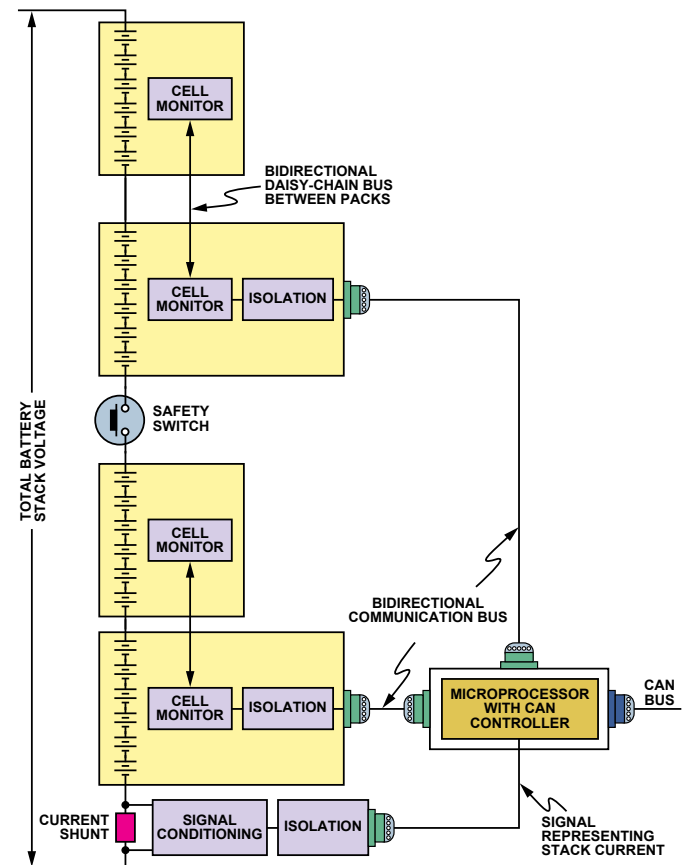 CELL
MONITOR
BIDIRECTIONAL
DAISY-CHAIN BUS
BETWEEN PACKS
CELL
MONITOR
ISOLATION
TOTAL BATTERY
STACK VOLTAGE
SAFETY
SWITCH
CELL
MONITOR
BIDIRECTIONAL
COMMUNICATION BUS
CELL
MONITOR
ISOLATION
MICROPROCESSOR
WITH CAN
CONTROLLER
CAN
BUS
CURRENT
SHUNT
SIGNAL
CONDITIONING
ISOLATION
SIGNAL
REPRESENTING
STACK CURRENT